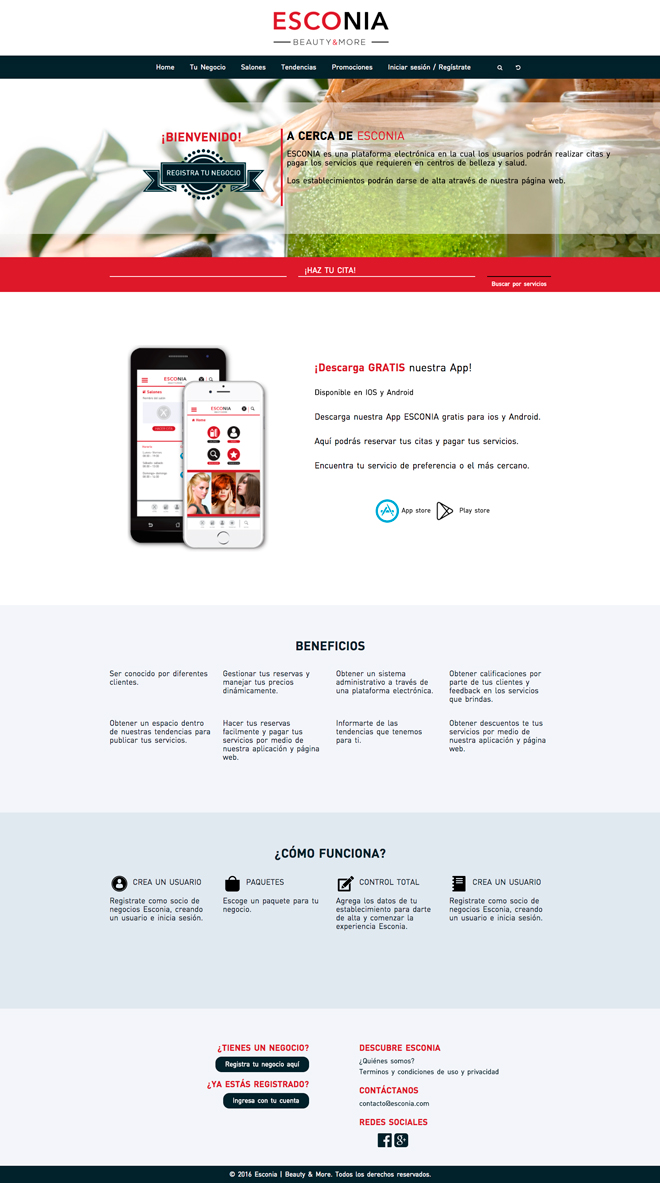 ESCONIA
BEAUTY&MORE
Home Tu Negocio Salones Tendencias Promociones Iniciar sesión / Regístrate
¡BIENVENIDO!
REGISTRA TU NEGOCIO
A CERCA DE ESCONIA
ESCONIA es una plataforma electrónica en la cual los usuarios podrán realizar citas y
pagar los servicios que requieren en centros de belleza y salud.
Los establecimientos podrán darse de alta através de nuestra página web.
¡HAZ TU CITA!
Buscar por servicios
ESCONIA
Salones
ESCONIA
Home
¡Descarga GRATIS nuestra App!
Disponible en IOS y Android
Descarga nuestra App ESCONIA gratis para ios y Android.
Aquí podrás reservar tus citas y pagar tus servicios.
Encuentra tu servicio de preferencia o el más cercano.
App store Play store
BENEFICIOS
Ser conocido por diferentes
clientes.
Gestionar tus reservas y
manejar tus precios
dinámicamente.
Obtener un sistema
administrativo a través de
una plataforma electrónica.
Obtener calificaciones por
parte de tus clientes y
feedback en los servicios
que brindas.
Obtener un espacio dentro
de nuestras tendencias para
publicar tus servicios.
Hacer tus reservas
facilmente y pagar tus
servicios por medio de
nuestra aplicación y página
web.
Informarte de las
tendencias que tenemos
para ti.
Obtener descuentos te tus
servicios por medio de
nuestra aplicación y página
web.
¿CÓMO FUNCIONA?
CREA UN USUARIO
Registrate como socio de
negocios Esconia, creando
un usuario e inicia sesión.
PAQUETES
Escoge un paquete para tu
negocio.
CONTROL TOTAL
Agrega los datos de tu
establecimiento para darte
de alta y comenzar la
experiencia Esconia.
CREA UN USUARIO
Registrate como socio de
negocios Esconia, creando
un usuario e inicia sesión.
¿TIENES UN NEGOCIO?
Registra tu negocio aquí
¿YA ESTÁS REGISTRADO?
Ingresa con tu cuenta
DESCUBRE ESCONIA
¿Quiénes somos?
Terminos y condiciones de uso y privacidad
CONTÁCTANOS
contacto@esconia.com
REDES SOCIALES
© 2016 Esconia | Beauty & More. Todos los derechos reservados.